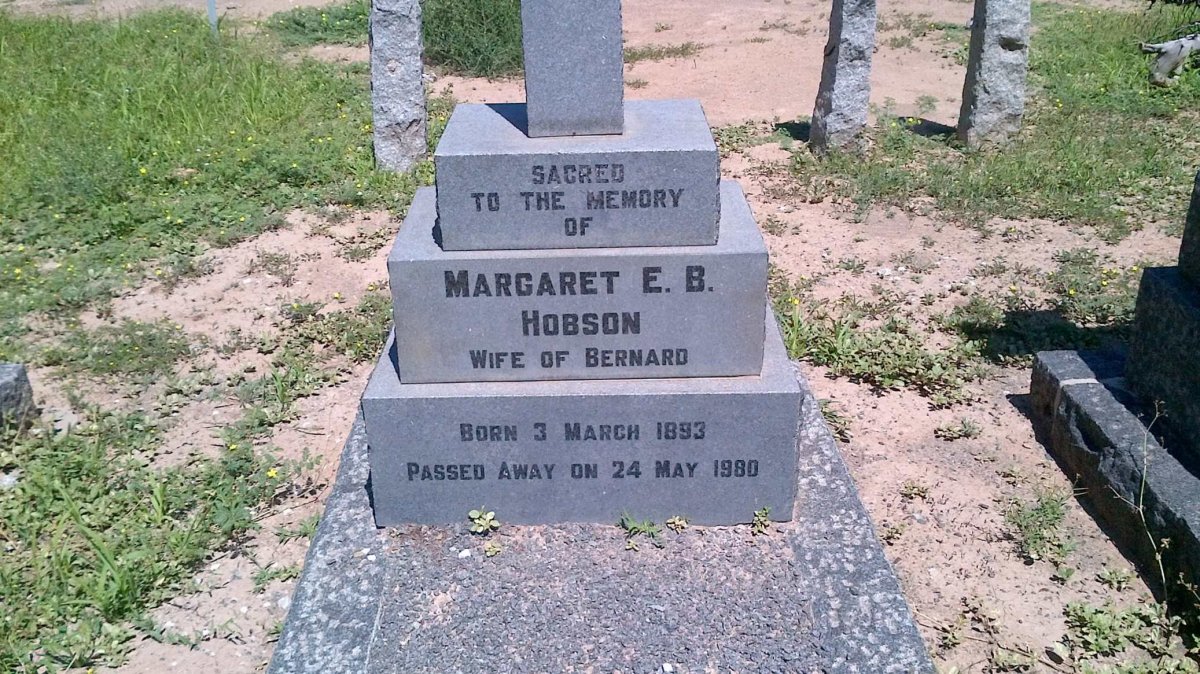 SACRED
TO THE MEMORY
OF
MARGARET E. B.
HOBSON
WIFE OF BERNARD
BORN 3 MARCH 1893
PASSED AWAY ON 24 MAY 1980